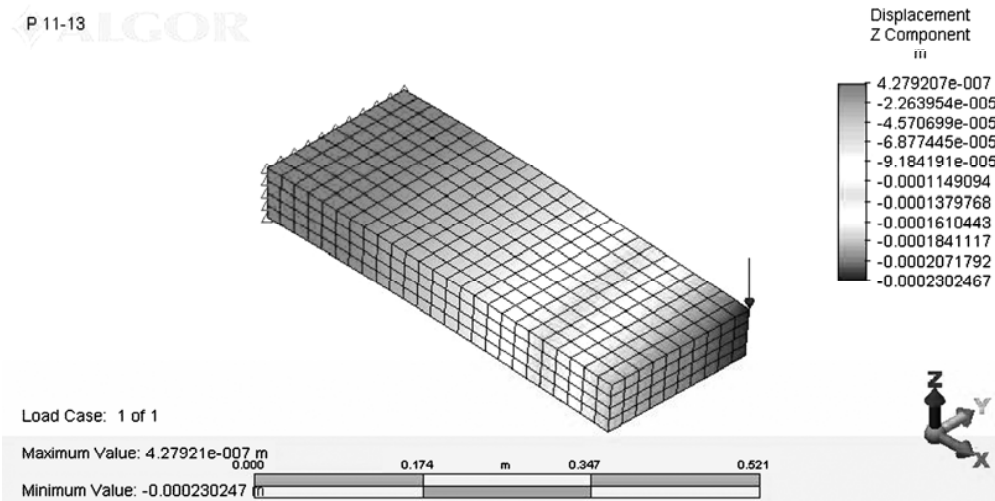 P 11-13
ALGOR
Displacement
Z Component
m
4.279207e-007
-2.263954e-005
-4.570699e-005
-6.877445e-005
-9.184191e-005
-0.0001149094
-0.0001379768
-0.0001610443
-0.0001841117
-0.0002071792
-0.0002302467
Z
Y
X
Load Case: 1 of 1
Maximum Value: 4.27921e-007 m
0.000 0.174 m 0.347 0.521
Minimum Value: -0.000230247 m